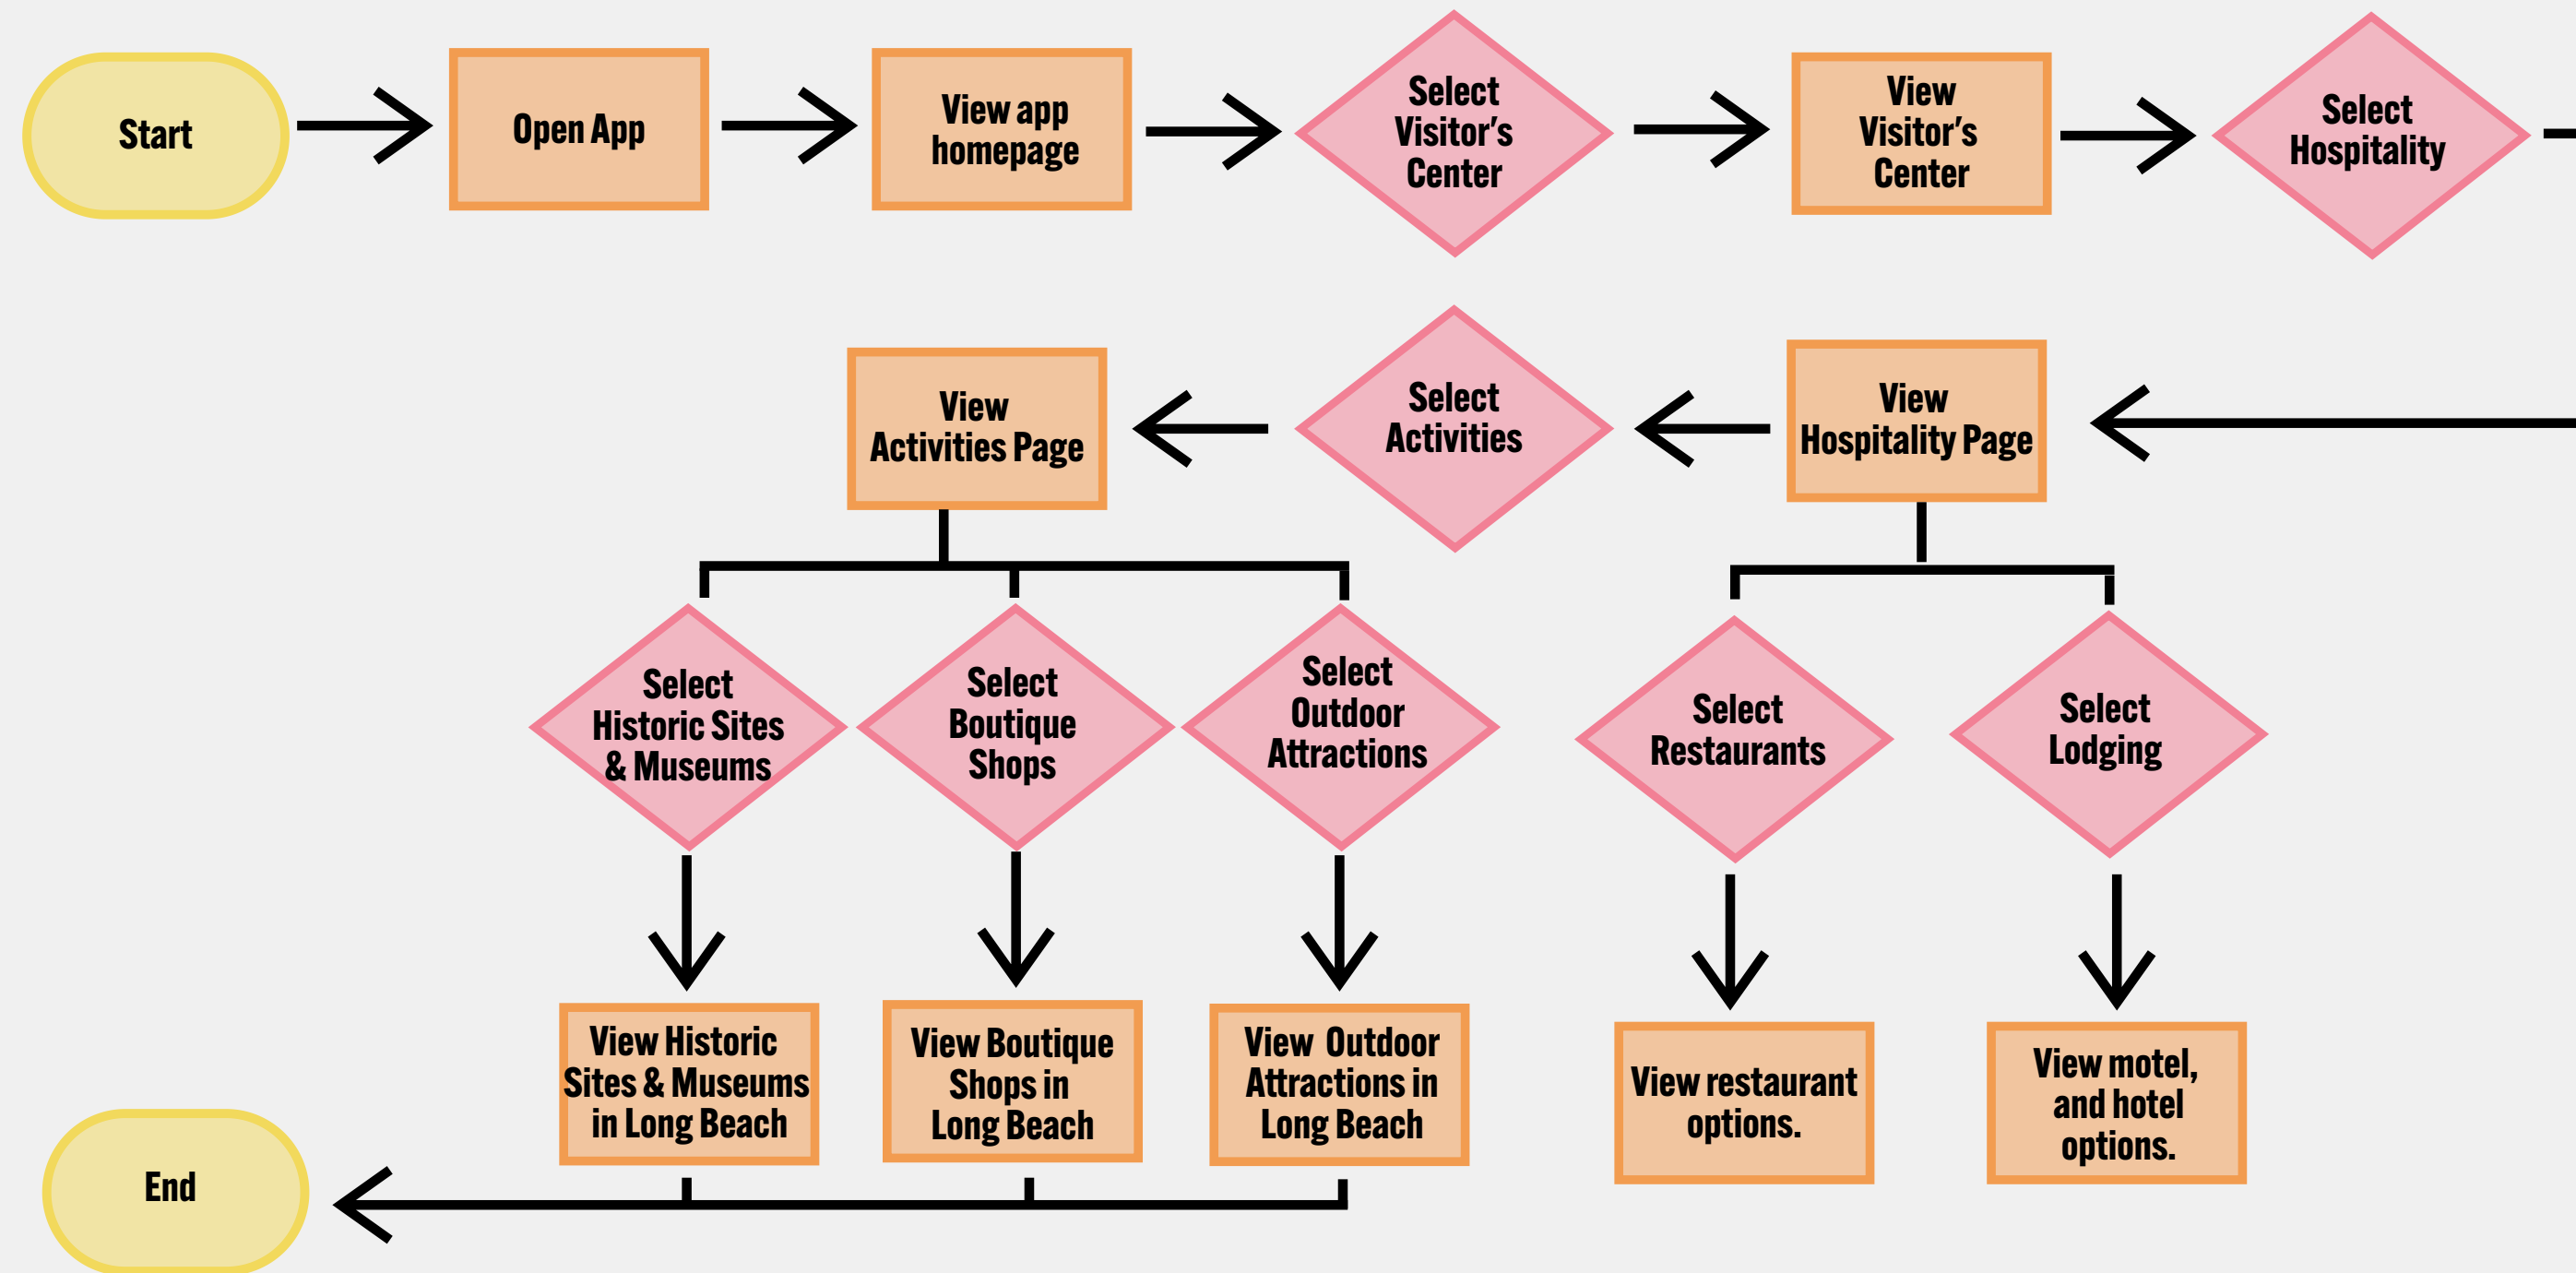 Start
Open App
View app
homepage
Select
Visitor's
Center
View
Visitor's
Center
Select
Hospitality
View
Activities Page
Select
Activities
View
Hospitality Page
Select
Historic Sites
& Museums
Select
Boutique
Shops
Select
Outdoor
Attractions
Select
Restaurants
Select
Lodging
View Historic
Sites & Museums
in Long Beach
View Boutique
Shops in
Long Beach
View Outdoor
Attractions in
Long Beach
View restaurant
options.
View motel,
and hotel
options.
End